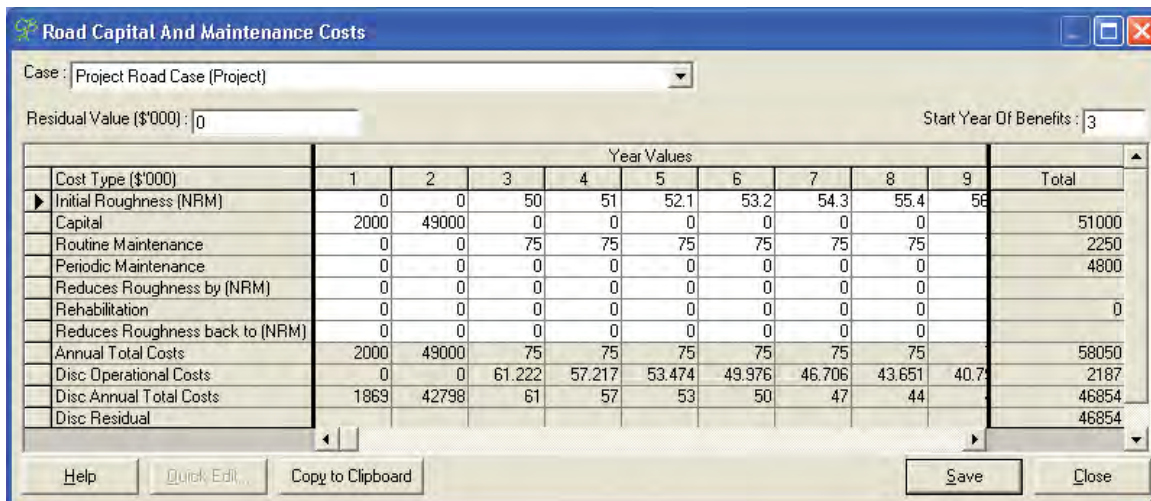 Road Capital And Maintenance Costs
Case : Project Road Case (Project)
Residual Value ($'000) : 0 Start Year Of Benefits : 3
Year Values
Cost Type ($'000) 1 2 3 4 5 6 7 8 9 Total
Initial Roughness (NRM) 0 0 50 51 52.1 53.2 54.3 55.4 56
Capital 2000 49000 0 0 0 0 0 0 51000
Routine Maintenance 0 0 75 75 75 75 75 75 2250
Periodic Maintenance 0 0 0 0 0 0 0 0 4800
Reduces Roughness by (NRM) 0 0 0 0 0 0 0 0
Rehabilitation 0 0 0 0 0 0 0 0 0
Reduces Roughness back to (NRM) 0 0 0 0 0 0 0 0
Annual Total Costs 2000 49000 75 75 75 75 75 75 58050
Disc Operational Costs 0 0 61.222 57.217 53.474 49.976 46.706 43.651 40.7 2187
Disc Annual Total Costs 1869 42798 61 57 53 50 47 44 46854
Disc Residual 46854
Help Quick Edit... Copy to Clipboard Save Close